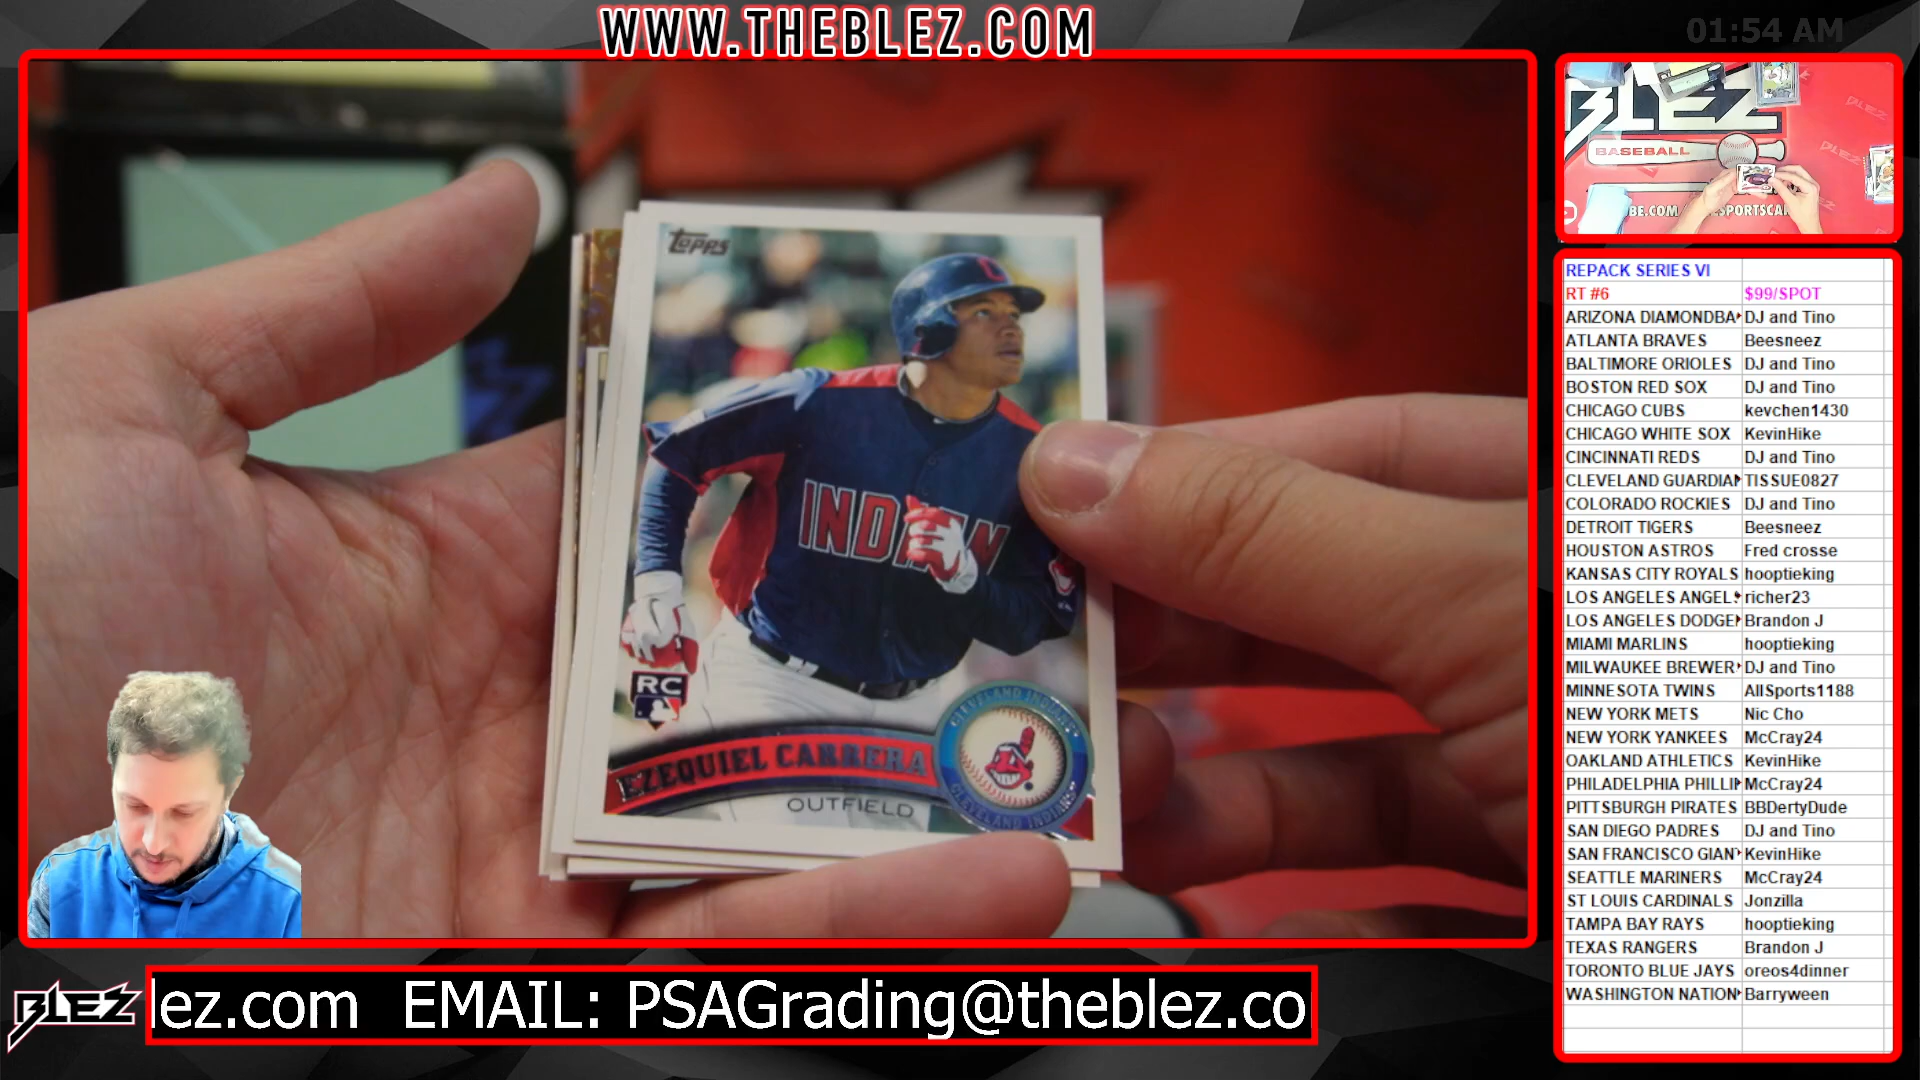 WWW.THEBLEZ.COM
01:54 AM
BLEZ
BASEBALL
REPACK SERIES VI
RT #6 $99/SPOT
ARIZONA DIAMONDBA DJ and Tino
ATLANTA BRAVES Beesneez
BALTIMORE ORIOLES DJ and Tino
BOSTON RED SOX DJ and Tino
CHICAGO CUBS kevchen1430
CHICAGO WHITE SOX KevinHike
CINCINNATI REDS DJ and Tino
CLEVELAND GUARDIAN TISSUE0827
COLORADO ROCKIES DJ and Tino
DETROIT TIGERS Beesneez
HOUSTON ASTROS Fred crosse
KANSAS CITY ROYALS hooptieking
LOS ANGELES ANGELS richer23
LOS ANGELES DODGE Brandon J
MIAMI MARLINS hooptieking
MILWAUKEE BREWER DJ and Tino
MINNESOTA TWINS AllSports1188
NEW YORK METS Nic Cho
NEW YORK YANKEES McCray24
OAKLAND ATHLETICS KevinHike
PHILADELPHIA PHILLI McCray24
PITTSBURGH PIRATES BBDertyDude
SAN DIEGO PADRES DJ and Tino
SAN FRANCISCO GIAN KevinHike
SEATTLE MARINERS McCray24
ST LOUIS CARDINALS Jonzilla
TAMPA BAY RAYS hooptieking
TEXAS RANGERS Brandon J
TORONTO BLUE JAYS oreos4dinner
WASHINGTON NATION Barryween
Topps
RC
EZEQUIEL CARRERA
OUTFIELD
CLEVELAND INDIANS
CLEVELAND INDIANS
BLEZ
lez.com EMAIL: PSAGrading@theblez.co